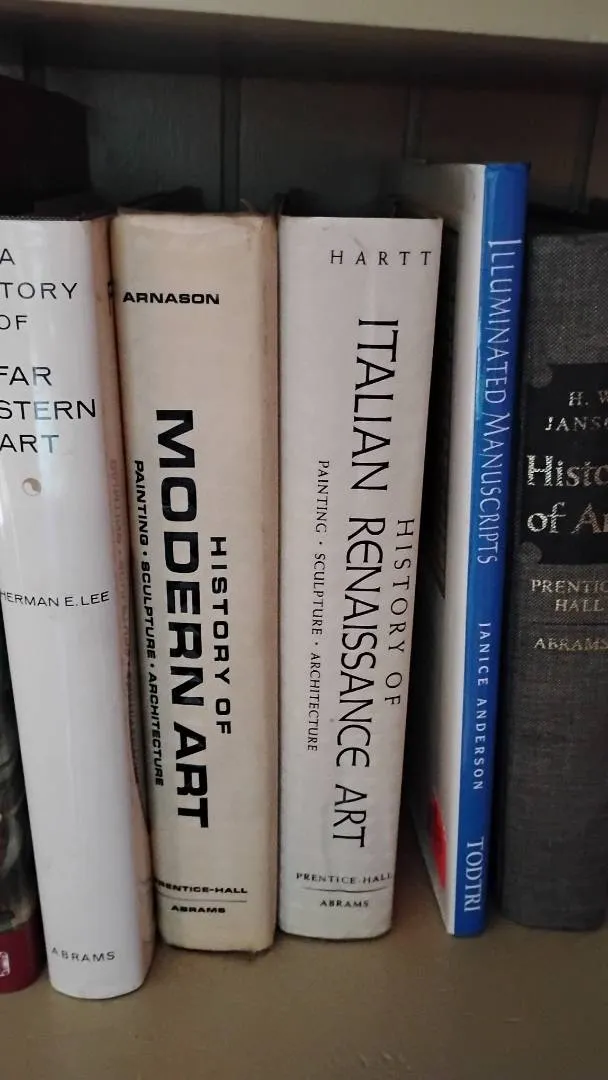 A
TORY
OF
FAR
STERN
ART
HERMAN E. LEE
ABRAMS
ARNASON
HISTORY OF
MODERN ART
PAINTING • SCULPTURE • ARCHITECTURE
PRENTICE-HALL
ABRAMS
HARTT
HISTORY OF
ITALIAN RENAISSANCE ART
PAINTING • SCULPTURE • ARCHITECTURE
PRENTICE-HALL
ABRAMS
ILLUMINATED MANUSCRIPTS
JANICE ANDERSON
TODTRI
H. W
JANS
Histo
of Ar
PRENTIC
HALL
ABRAMS